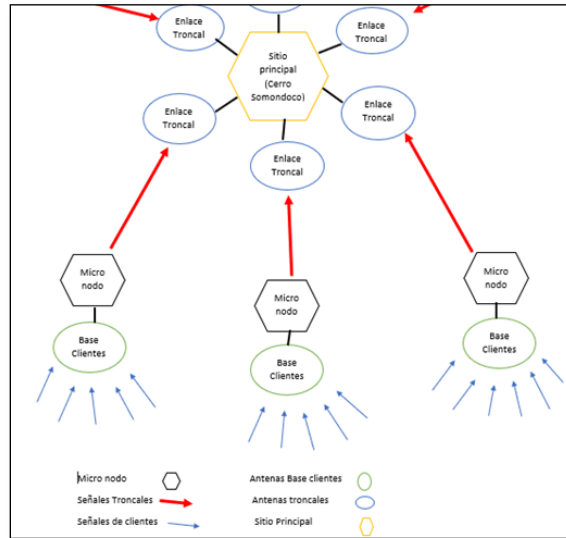 Enlace
Troncal
Enlace
Troncal
Sitio
principal
(Cerro
Somondoco)
Enlace
Troncal
Enlace
Troncal
Enlace
Troncal
Micro
nodo
Micro
nodo
Micro
nodo
Base
Clientes
Base
Clientes
Base
Clientes
Micro nodo
Antenas Base clientes
Señales Troncales
Antenas troncales
Señales de clientes
Sitio Principal